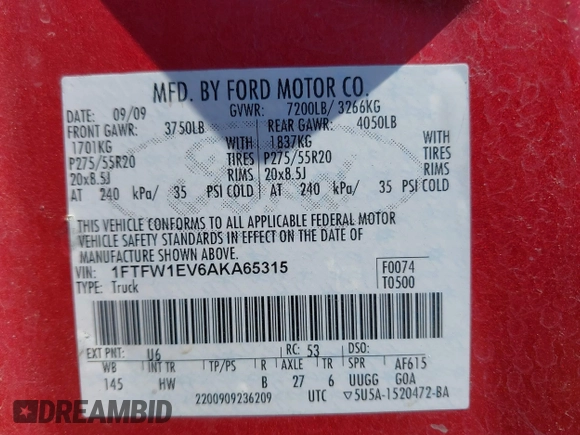 MFD. BY FORD MOTOR CO.
DATE: 09/09 GVWR: 7200LB/ 3266KG
FRONT GAWR: 3750LB REAR GAWR: 4050LB
1701KG WITH 1837KG WITH
P275/55R20 TIRES P275/55R20 TIRES
20x8.5J RIMS 20x8.5J RIMS
AT 240 kPa/ 35 PSI COLD AT 240 kPa/ 35 PSI COLD
THIS VEHICLE CONFORMS TO ALL APPLICABLE FEDERAL MOTOR
VEHICLE SAFETY STANDARDS IN EFFECT ON THE DATE OF
MANUFACTURE SHOWN ABOVE.
VIN: 1FTFW1EV6AKA65315 F0074
TYPE: Truck T0500
EXT PNT: U6 RC: 53 DSO:
WB INT TR TP/PS R AXLE TR SPR AF615
145 HW B 27 6 UUGG GOA
2200909236209 UTC ▽5U5A-1520472-BA
DREAMBID